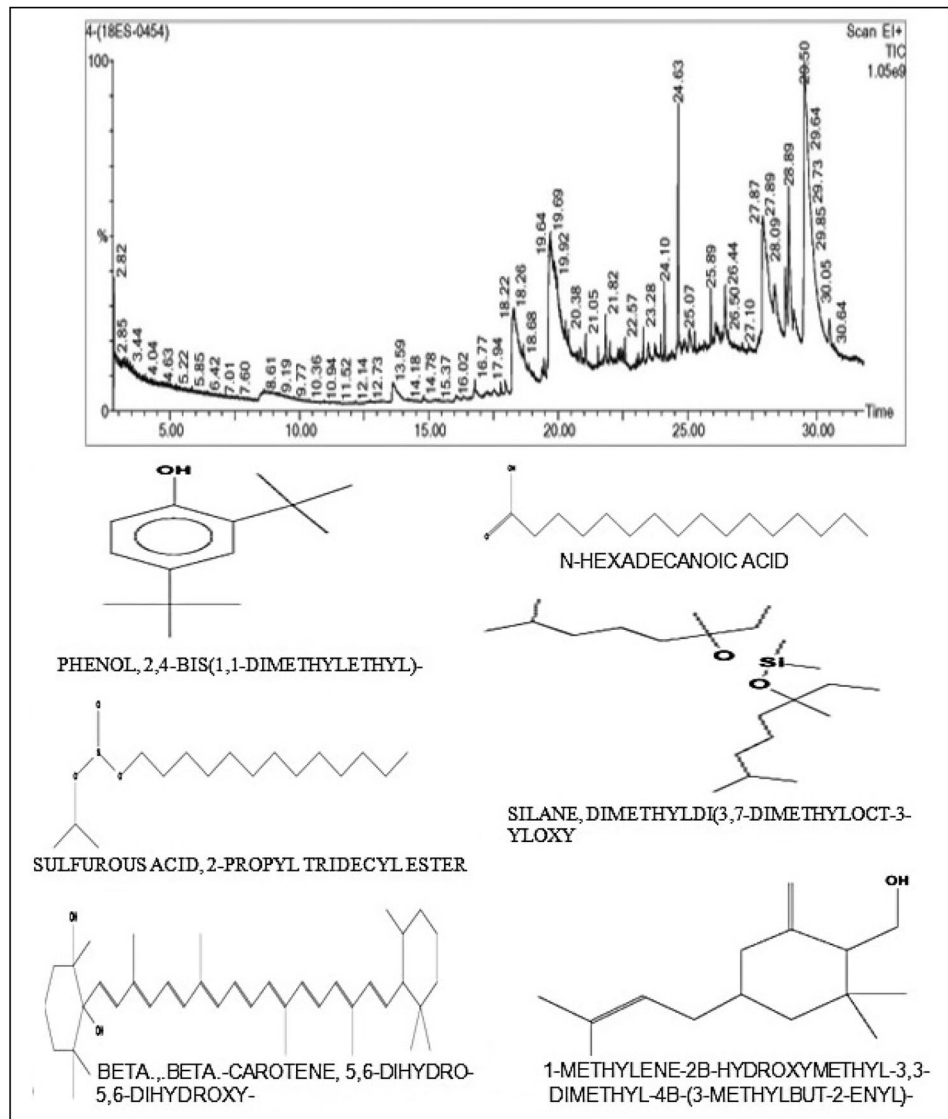 4-(18ES-0454)
Scan EI+
TIC
1.05e9
100
%
0
2.82
2.85
3.44
4.04
4.63
5.22
5.85
6.42
7.01
7.60
8.61
9.19
9.77
10.36
10.94
11.52
12.14
12.73
13.59
14.18
14.78
15.37
16.02
16.77
17.94
18.22
18.26
18.68
19.64
19.69
19.92
20.38
21.05
21.82
22.57
23.28
24.10
24.63
25.07
25.89
26.44
26.50
27.10
27.87
27.89
28.09
28.89
29.50
29.64
29.73
29.85
30.05
30.64
Time
5.00 10.00 15.00 20.00 25.00 30.00
OH
PHENOL, 2,4-BIS(1,1-DIMETHYLETHYL)-
OH
O
N-HEXADECANOIC ACID
O
S
O O
SULFUROUS ACID, 2-PROPYL TRIDECYL ESTER
O Si
O
SILANE, DIMETHYLDI(3,7-DIMETHYLOCT-3-
YLOXY
OH
OH
BETA.,.BETA.-CAROTENE, 5,6-DIHYDRO-
5,6-DIHYDROXY-
OH
1-METHYLENE-2B-HYDROXYMETHYL-3,3-
DIMETHYL-4B-(3-METHYLBUT-2-ENYL)-